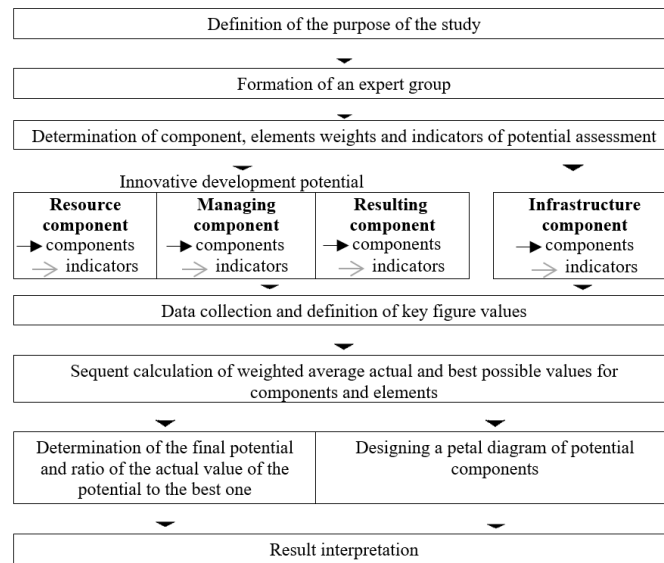 Definition of the purpose of the study
Formation of an expert group
Determination of component, elements weights and indicators of potential assessment
Innovative development potential
Resource
component
components
indicators
Managing
component
components
indicators
Resulting
component
components
indicators
Infrastructure
component
components
indicators
Data collection and definition of key figure values
Sequent calculation of weighted average actual and best possible values for
components and elements
Determination of the final potential
and ratio of the actual value of the
potential to the best one
Designing a petal diagram of potential
components
Result interpretation